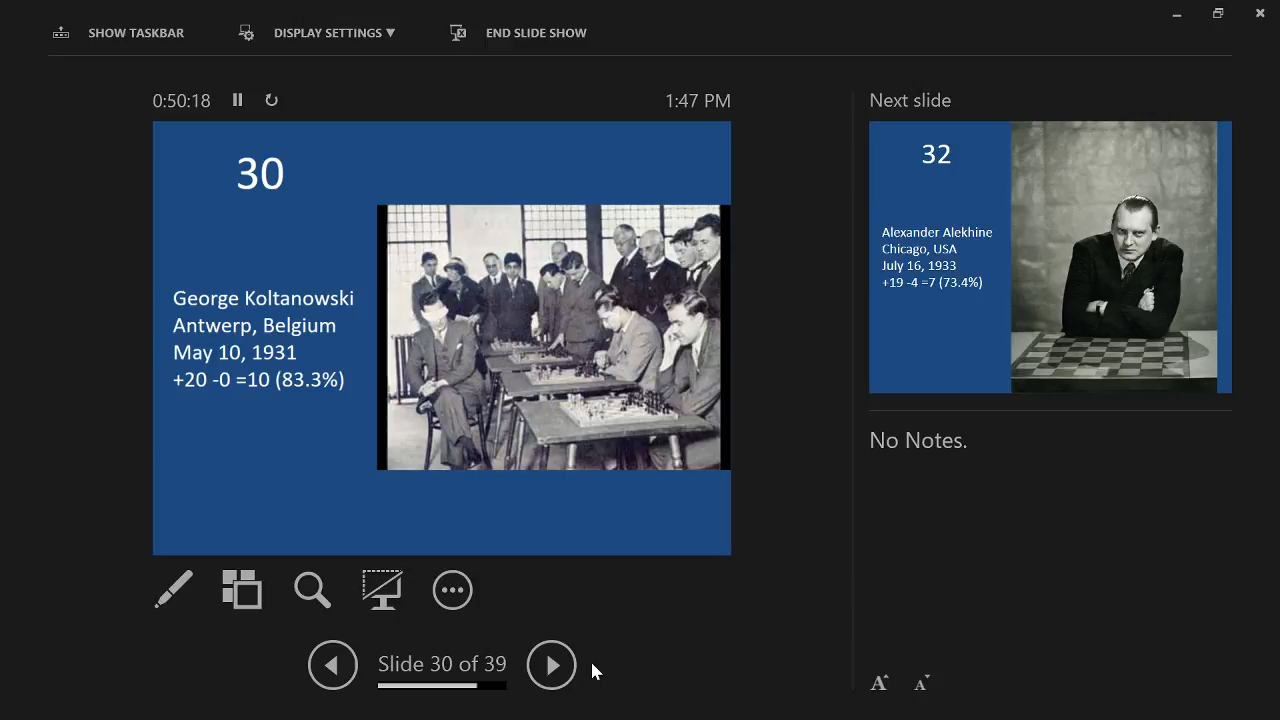 SHOW TASKBAR
DISPLAY SETTINGS ▼
END SLIDE SHOW
0:50:18
1:47 PM
30
George Koltanowski
Antwerp, Belgium
May 10, 1931
+20 -0 =10 (83.3%)
Slide 30 of 39
Next slide
32
Alexander Alekhine
Chicago, USA
July 16, 1933
+19 -4 =7 (73.4%)
No Notes.
A A